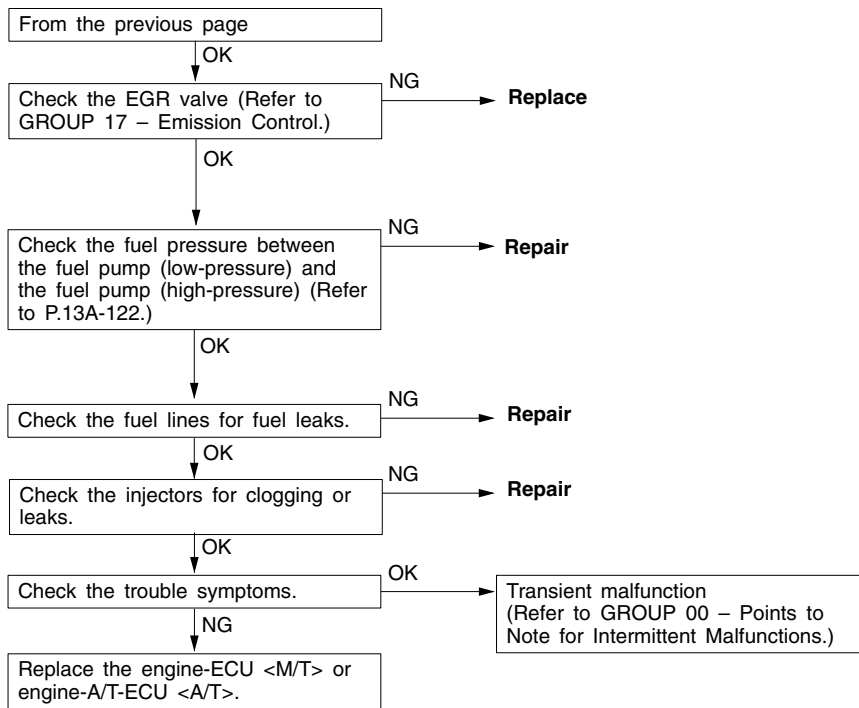 From the previous page
OK
Check the EGR valve (Refer to
GROUP 17 – Emission Control.)
NG
Replace
OK
Check the fuel pressure between
the fuel pump (low-pressure) and
the fuel pump (high-pressure) (Refer
to P.13A-122.)
NG
Repair
OK
Check the fuel lines for fuel leaks.
NG
Repair
OK
Check the injectors for clogging or
leaks.
NG
Repair
OK
Check the trouble symptoms.
OK
Transient malfunction
(Refer to GROUP 00 – Points to
Note for Intermittent Malfunctions.)
NG
Replace the engine-ECU <M/T> or
engine-A/T-ECU <A/T>.